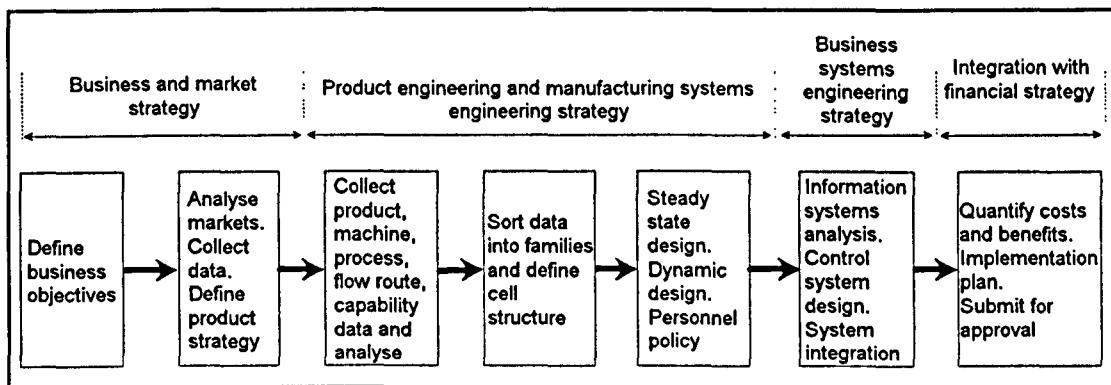 Business and market
strategy
Product engineering and manufacturing systems
engineering strategy
Business
systems
engineering
strategy
Integration with
financial strategy
Define
business
objectives
Analyse
markets.
Collect
data.
Define
product
strategy
Collect
product,
machine,
process,
flow route,
capability
data and
analyse
Sort data
into families
and define
cell
structure
Steady
state
design.
Dynamic
design.
Personnel
policy
Information
systems
analysis.
Control
system
design.
System
integration
Quantify costs
and benefits.
Implementation
plan.
Submit for
approval